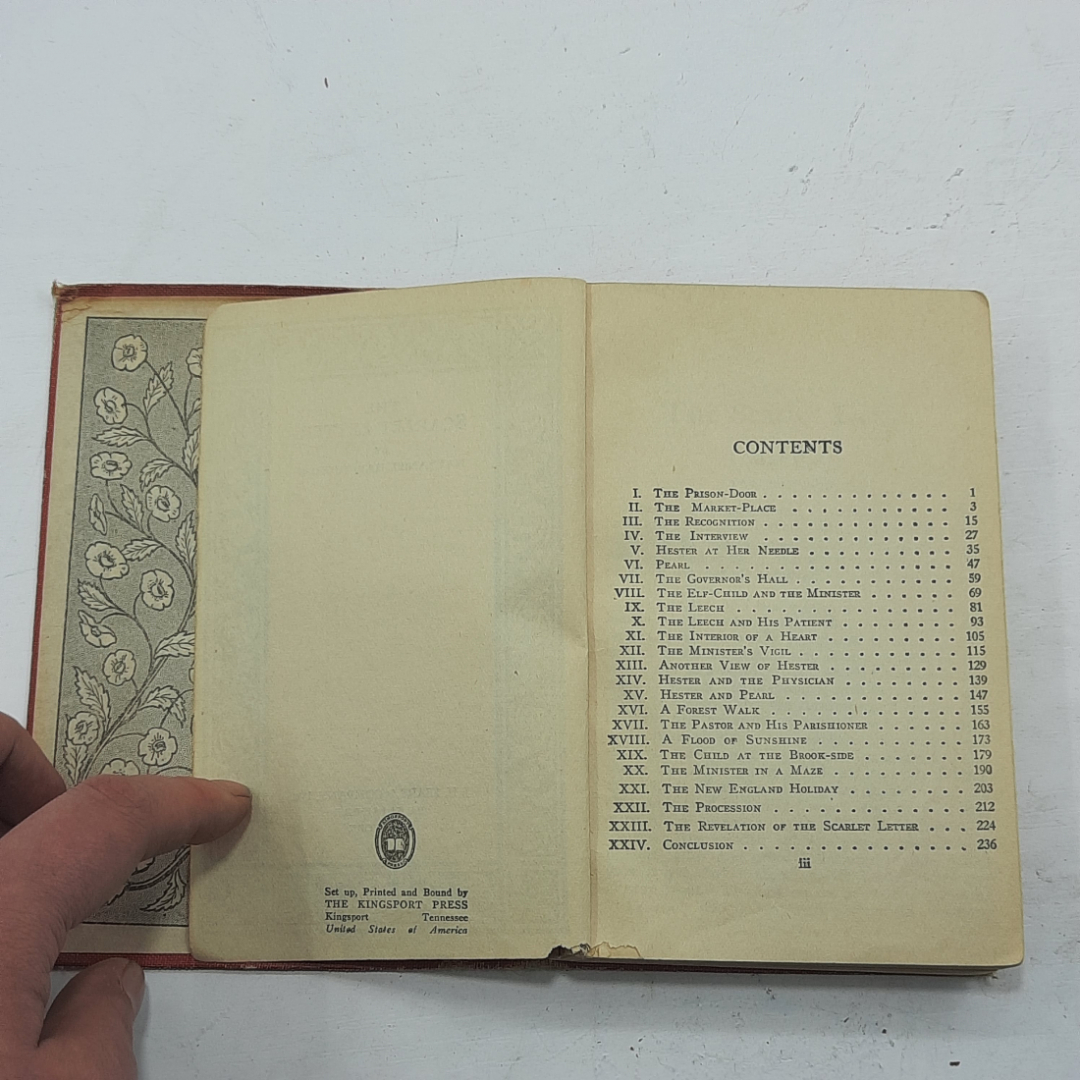 Set up, Printed and Bound by
THE KINGSPORT PRESS
Kingsport Tennessee
United States of America
CONTENTS
I. THE PRISON-DOOR . . . . . . . . . . . . . 1
II. THE MARKET-PLACE . . . . . . . . . . . 3
III. THE RECOGNITION . . . . . . . . . . . . . 15
IV. THE INTERVIEW . . . . . . . . . . . . . 27
V. HESTER AT HER NEEDLE . . . . . . . . . . 35
VI. PEARL . . . . . . . . . . . . . . . . . 47
VII. THE GOVERNOR'S HALL . . . . . . . . . . . 59
VIII. THE ELF-CHILD AND THE MINISTER . . . . . . 69
IX. THE LEECH . . . . . . . . . . . . . . . 81
X. THE LEECH AND HIS PATIENT . . . . . . . . 93
XI. THE INTERIOR OF A HEART . . . . . . . . . 105
XII. THE MINISTER'S VIGIL . . . . . . . . . . . 115
XIII. ANOTHER VIEW OF HESTER . . . . . . . . . 129
XIV. HESTER AND THE PHYSICIAN . . . . . . . . 139
XV. HESTER AND PEARL . . . . . . . . . . . . 147
XVI. A FOREST WALK . . . . . . . . . . . . . 155
XVII. THE PASTOR AND HIS PARISHIONER . . . . . . 163
XVIII. A FLOOD OF SUNSHINE . . . . . . . . . . 173
XIX. THE CHILD AT THE BROOK-SIDE . . . . . . . 179
XX. THE MINISTER IN A MAZE . . . . . . . . . 190
XXI. THE NEW ENGLAND HOLIDAY . . . . . . . . 203
XXII. THE PROCESSION . . . . . . . . . . . . . 212
XXIII. THE REVELATION OF THE SCARLET LETTER . . . 224
XXIV. CONCLUSION . . . . . . . . . . . . . . . 236
iii